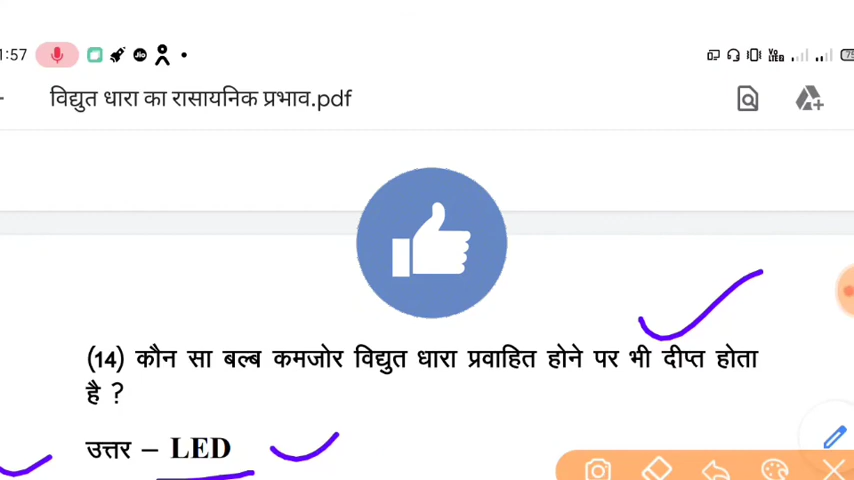 1:57
विद्युत धारा का रासायनिक प्रभाव.pdf
(14) कौन सा बल्ब कमजोर विद्युत धारा प्रवाहित होने पर भी दीप्त होता
है ?
उत्तर – LED